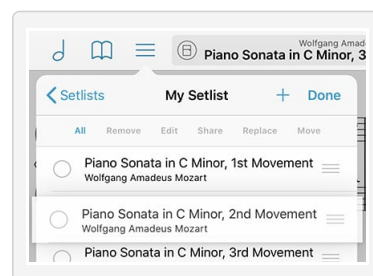 Wolfgang Amad
Piano Sonata in C Minor, 3
Setlists My Setlist + Done
All Remove Edit Share Replace Move
Piano Sonata in C Minor, 1st Movement
Wolfgang Amadeus Mozart
Piano Sonata in C Minor, 2nd Movement
Wolfgang Amadeus Mozart
Piano Sonata in C Minor, 3rd Movement